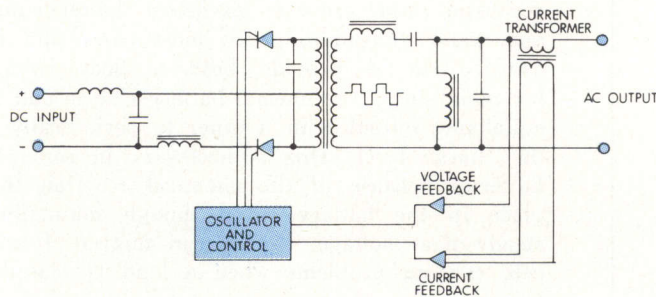 CURRENT
TRANSFORMER
+
DC INPUT
-
AC OUTPUT
VOLTAGE
FEEDBACK
OSCILLATOR
AND
CONTROL
CURRENT
FEEDBACK